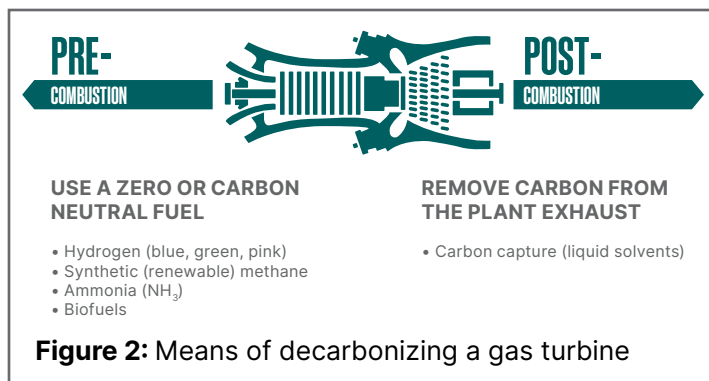 PRE-
COMBUSTION
POST-
COMBUSTION
USE A ZERO OR CARBON
NEUTRAL FUEL
• Hydrogen (blue, green, pink)
• Synthetic (renewable) methane
• Ammonia (NH₃)
• Biofuels
REMOVE CARBON FROM
THE PLANT EXHAUST
• Carbon capture (liquid solvents)
Figure 2: Means of decarbonizing a gas turbine